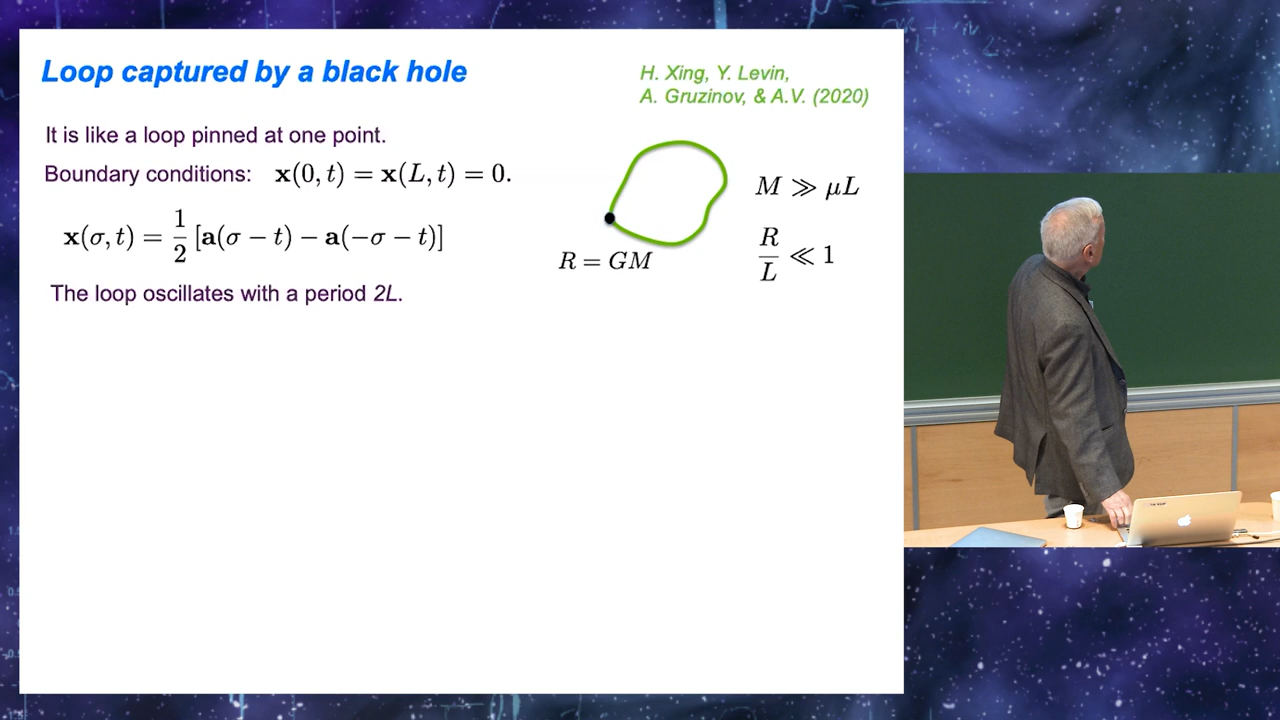 Loop captured by a black hole
H. Xing, Y. Levin,
A. Gruzinov, & A.V. (2020)
It is like a loop pinned at one point.
Boundary conditions: x(0, t) = x(L, t) = 0.
x(σ, t) = 1/2 [a(σ − t) − a(−σ − t)]
The loop oscillates with a period 2L.
R = GM
M ≫ μL
R/L ≪ 1